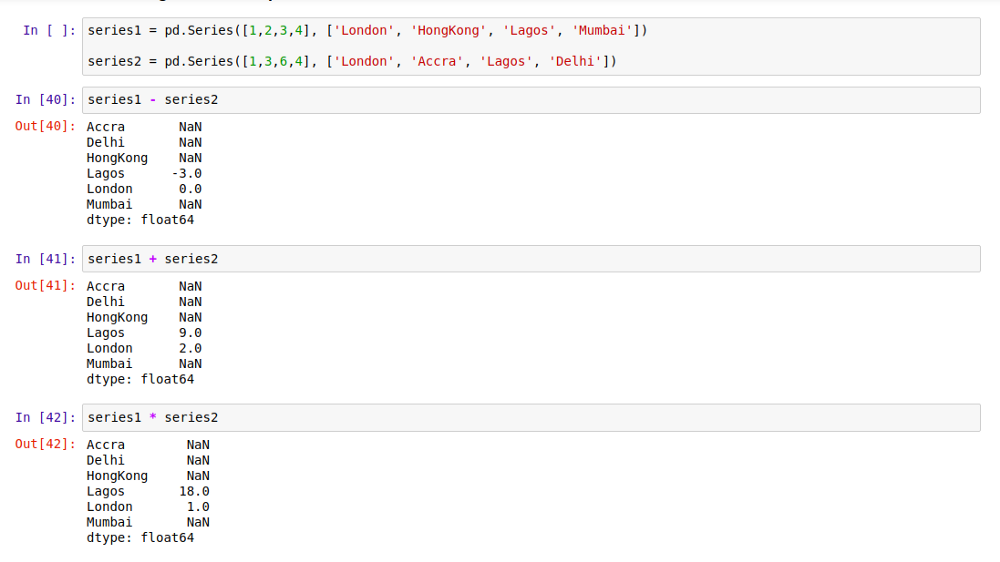 In [ ]: series1 = pd.Series([1,2,3,4], ['London', 'HongKong', 'Lagos', 'Mumbai'])
series2 = pd.Series([1,3,6,4], ['London', 'Accra', 'Lagos', 'Delhi'])
In [40]: series1 - series2
Out[40]: Accra NaN
Delhi NaN
HongKong NaN
Lagos -3.0
London 0.0
Mumbai NaN
dtype: float64
In [41]: series1 + series2
Out[41]: Accra NaN
Delhi NaN
HongKong NaN
Lagos 9.0
London 2.0
Mumbai NaN
dtype: float64
In [42]: series1 * series2
Out[42]: Accra NaN
Delhi NaN
HongKong NaN
Lagos 18.0
London 1.0
Mumbai NaN
dtype: float64